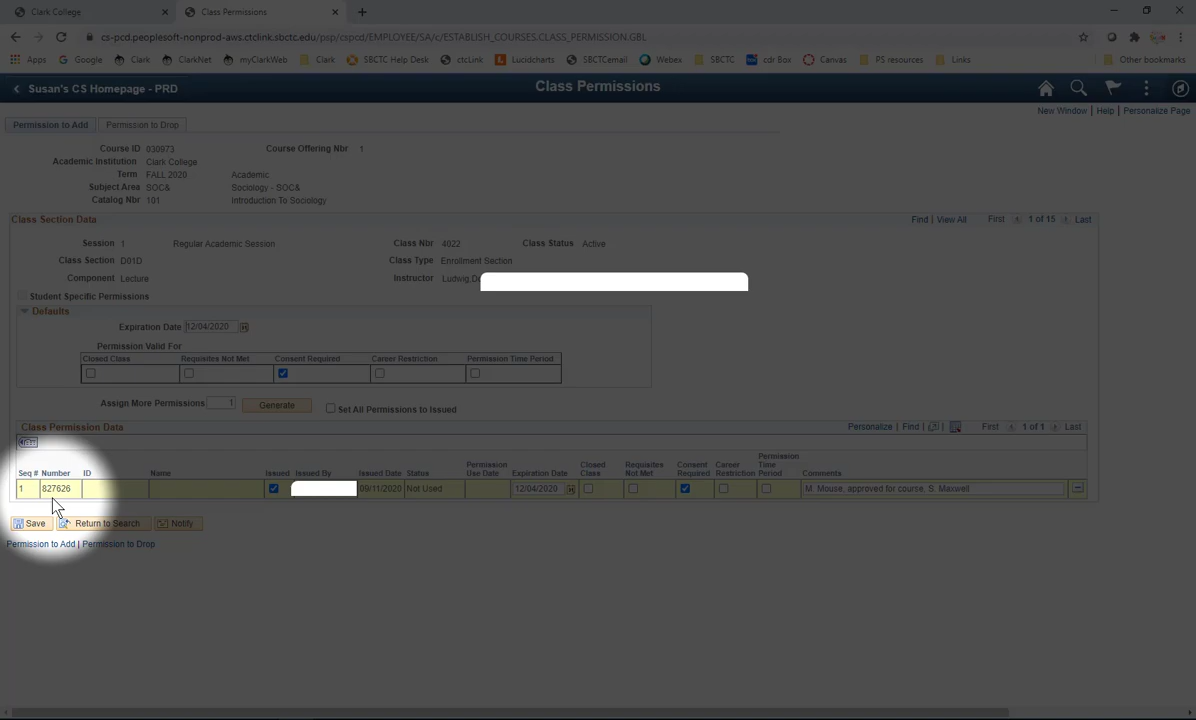 Clark College
Class Permissions
cs-pcd.peoplesoft-nonprod-aws.ctclink.sbctc.edu/psp/cspcd/EMPLOYEE/SA/c/ESTABLISH_COURSES.CLASS_PERMISSION.GBL
Apps Google Clark ClarkNet myClarkWeb Clark SBCTC Help Desk ctcLink Lucidcharts SBCTCemail Webex SBCTC cdri Box Canvas PS resources Links Other bookmarks
Susan's CS Homepage - PRD Class Permissions
New Window | Help | Personalize Page
Permission to Add Permission to Drop
Course ID 030973 Course Offering Nbr 1
Academic Institution Clark College
Term FALL 2020 Academic
Subject Area SOC& Sociology - SOC&
Catalog Nbr 101 Introduction To Sociology
Class Section Data Find | View All First 1 of 15 Last
Session 1 Regular Academic Session Class Nbr 4022 Class Status Active
Class Section D01D Class Type Enrollment Section
Component Lecture Instructor Ludwig,
Student Specific Permissions
Defaults
Expiration Date 12/04/2020
Permission Valid For
Closed Class Requisites Not Met Consent Required Career Restriction Permission Time Period
Assign More Permissions 1 Generate Set All Permissions to Issued
Class Permission Data Personalize | Find | First 1 of 1 Last
Seq # Number ID Name Issued Issued By Issued Date Status Permission Use Date Expiration Date Closed Class Requisites Not Met Consent Required Career Restriction Permission Time Period Comments
1 827626 09/11/2020 Not Used 12/04/2020 M. Mouse, approved for course, S. Maxwell
Save Return to Search Notify
Permission to Add | Permission to Drop